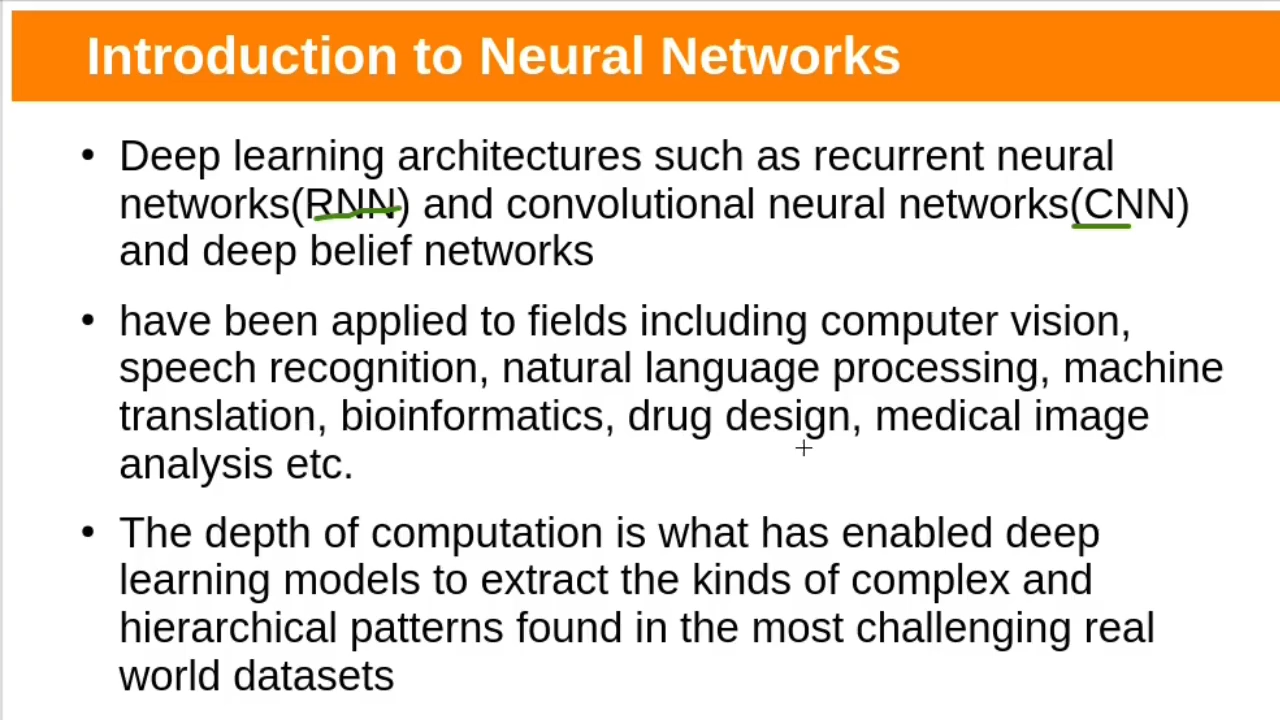 Introduction to Neural Networks
• Deep learning architectures such as recurrent neural
networks(RNN) and convolutional neural networks(CNN)
and deep belief networks
• have been applied to fields including computer vision,
speech recognition, natural language processing, machine
translation, bioinformatics, drug design, medical image
analysis etc.
• The depth of computation is what has enabled deep
learning models to extract the kinds of complex and
hierarchical patterns found in the most challenging real
world datasets